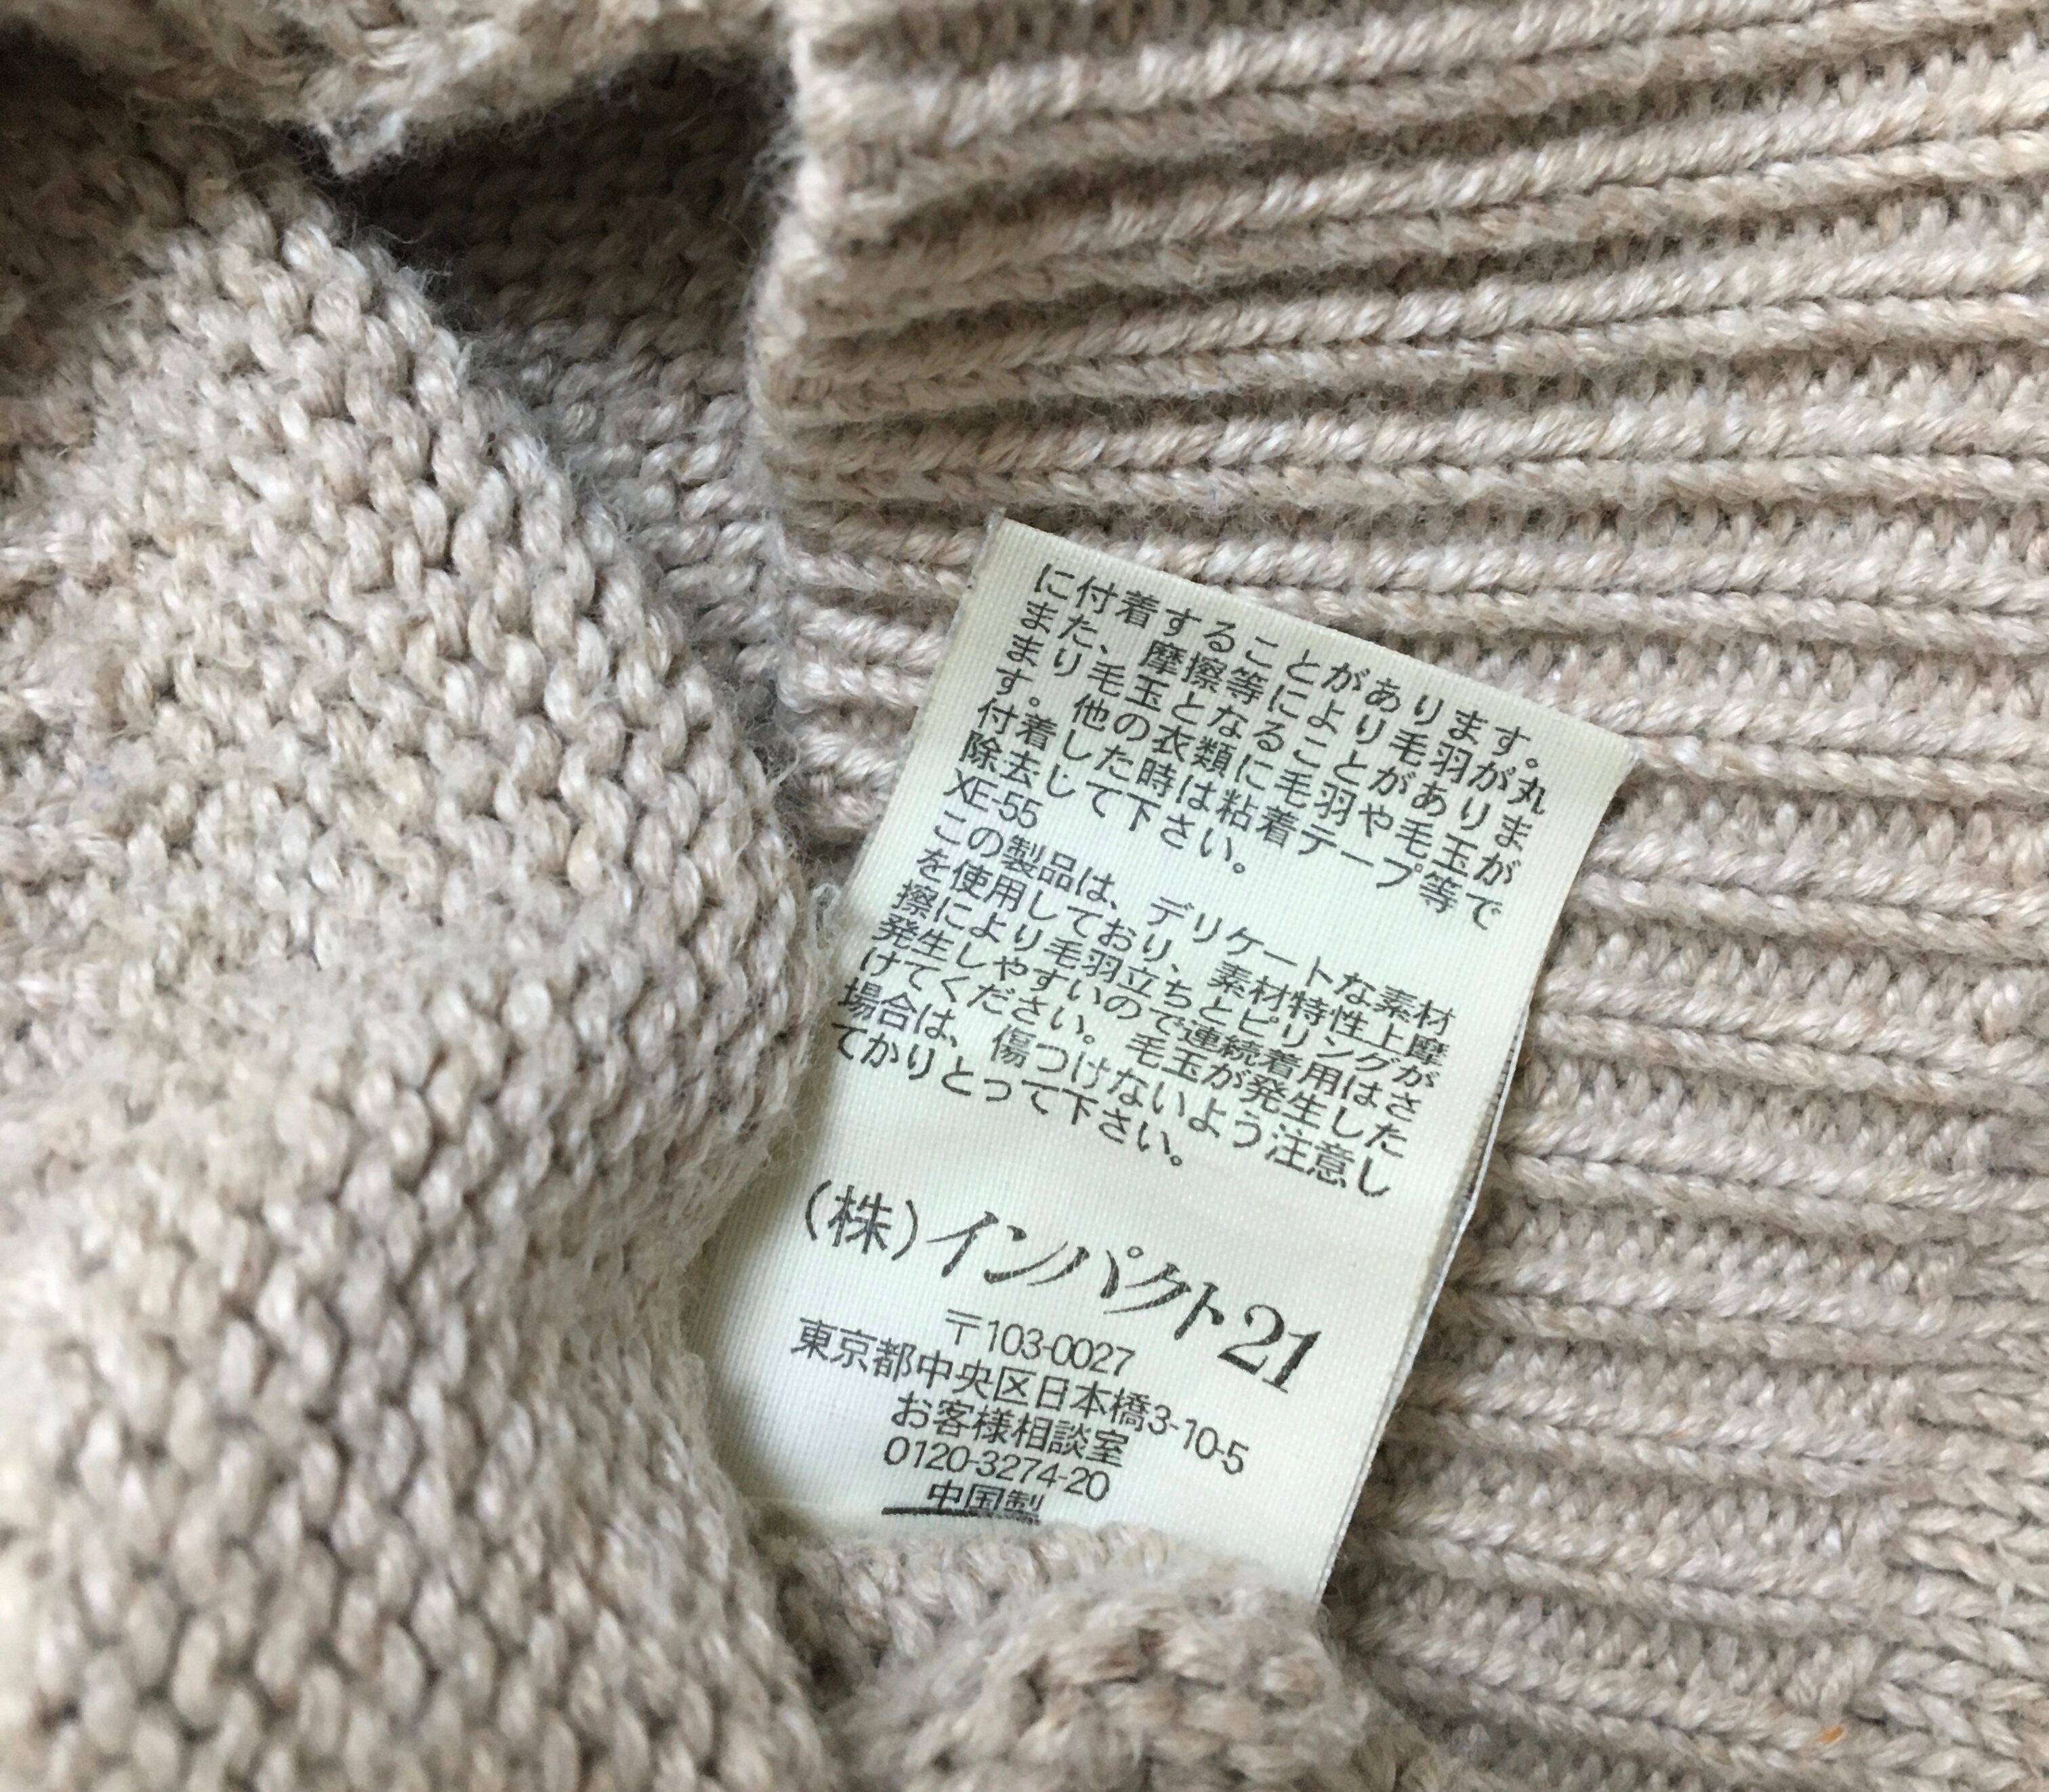 に付着することがあります。
また、摩擦等により毛羽が丸
まり毛玉となることがありま
す。他の衣類に毛羽や毛玉が
付着した時は粘着テープ等で
除去して下さい。
XE-55
この製品は、デリケートな素材
を使用しており、素材特性上摩
擦により毛羽立ちとピリングが
発生しやすいので連続着用はさ
けてください。毛玉が発生した
場合は、傷つけないよう注意し
てかりとって下さい。
(株)インパクト21
〒103-0027
東京都中央区日本橋3-10-5
お客様相談室
0120-3274-20
中国製